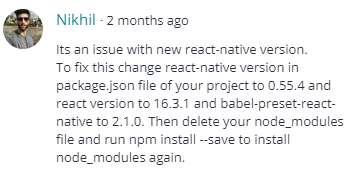 Nikhil · 2 months ago
Its an issue with new react-native version.
To fix this change react-native version in
package.json file of your project to 0.55.4 and
react version to 16.3.1 and babel-preset-react-
native to 2.1.0. Then delete your node_modules
file and run npm install --save to install
node_modules again.